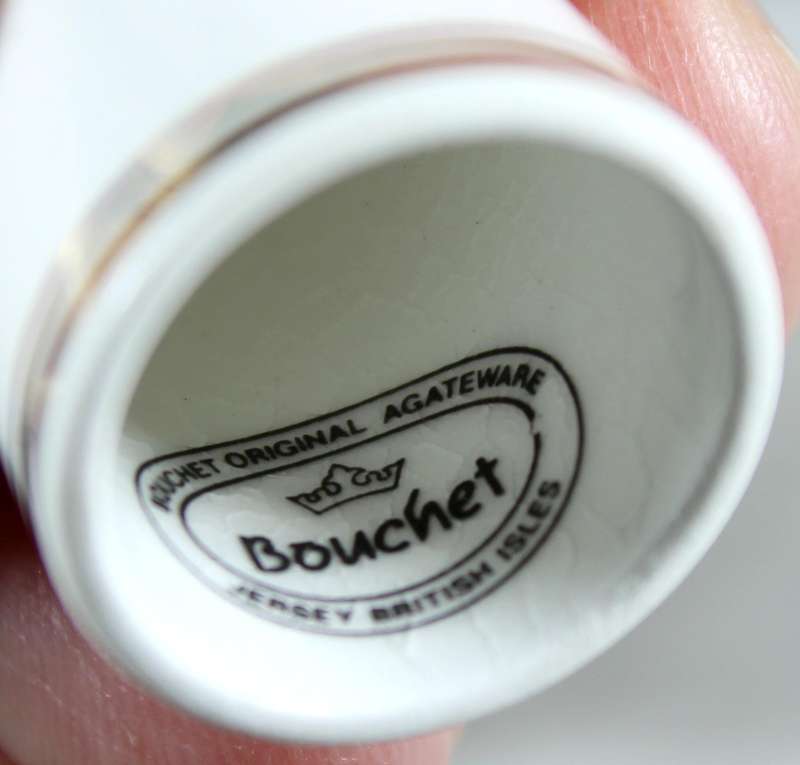 BOUCHET ORIGINAL AGATEWARE
Bouchet
JERSEY BRITISH ISLES